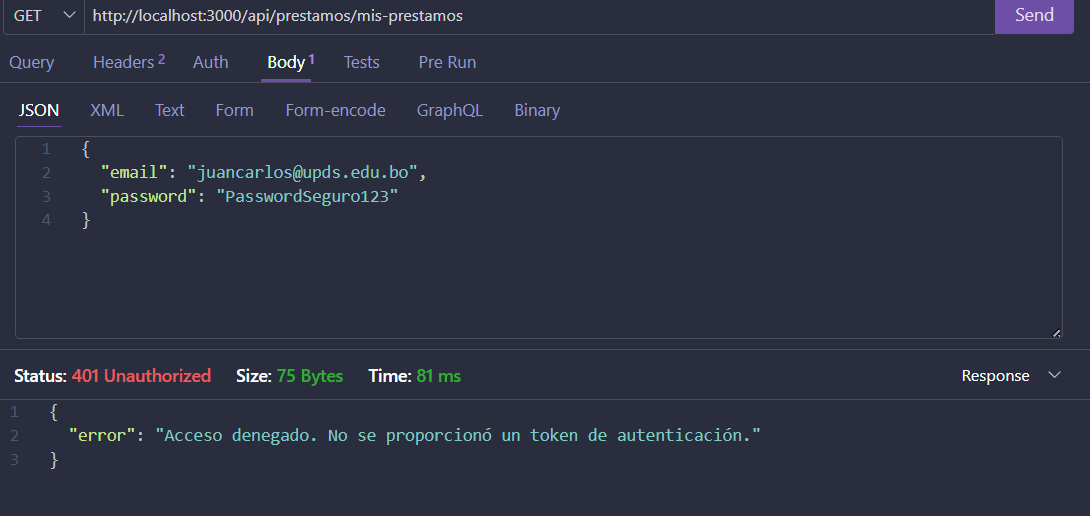 GET http://localhost:3000/api/prestamos/mis-prestamos Send
Query Headers 2 Auth Body 1 Tests Pre Run
JSON XML Text Form Form-encode GraphQL Binary
1 {
2 "email": "juancarlos@upds.edu.bo",
3 "password": "PasswordSeguro123"
4 }
Status: 401 Unauthorized Size: 75 Bytes Time: 81 ms Response
1 {
2 "error": "Acceso denegado. No se proporcionó un token de autenticación."
3 }